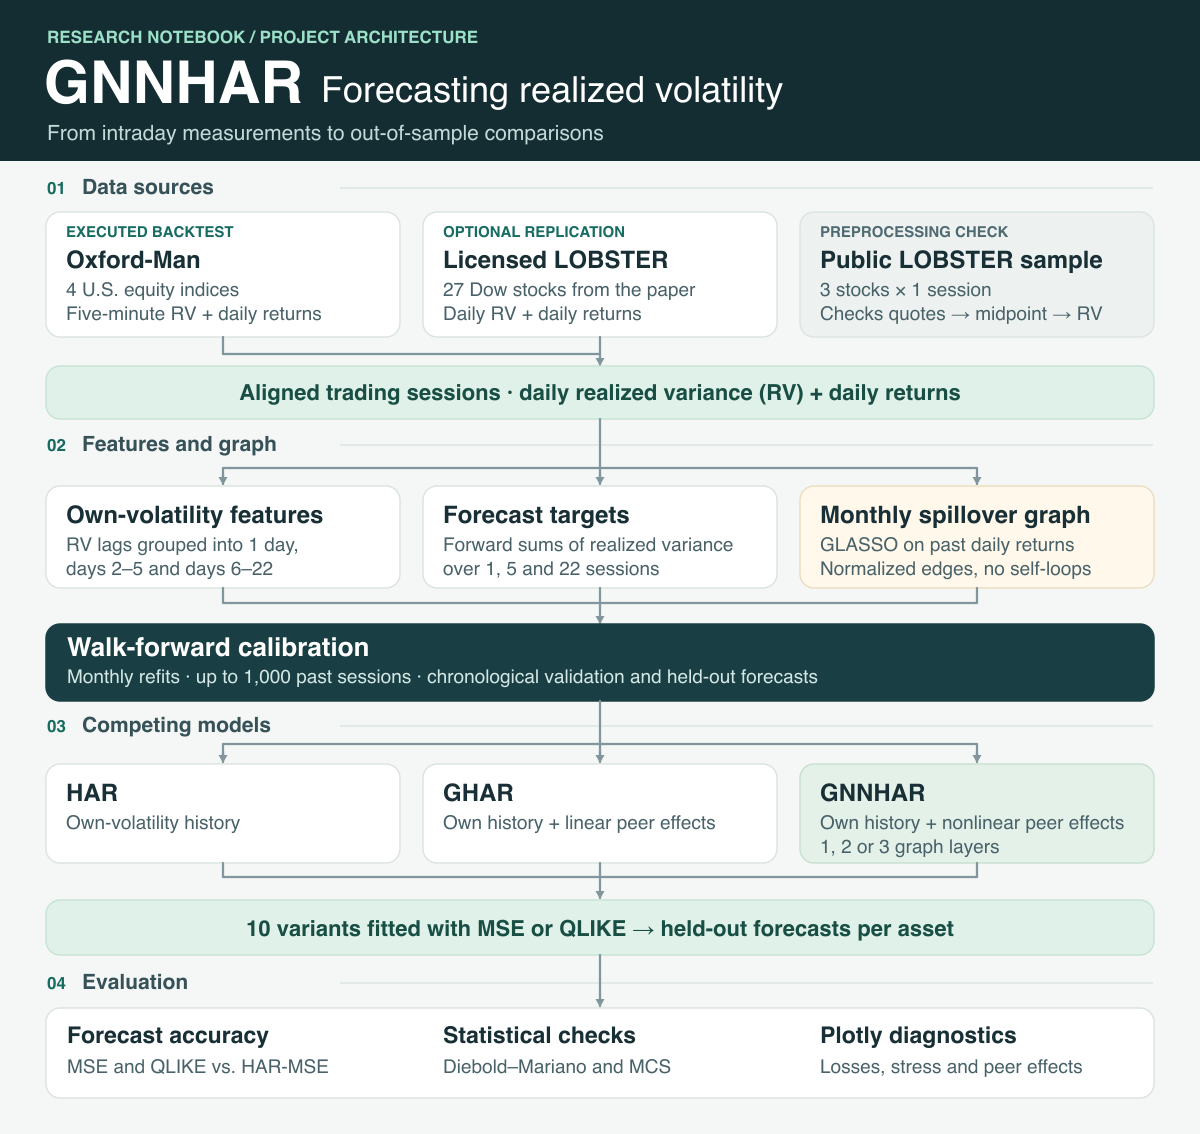 RESEARCH NOTEBOOK / PROJECT ARCHITECTURE
GNNHAR Forecasting realized volatility
From intraday measurements to out-of-sample comparisons
01 Data sources
EXECUTED BACKTEST
Oxford-Man
4 U.S. equity indices
Five-minute RV + daily returns
OPTIONAL REPLICATION
Licensed LOBSTER
27 Dow stocks from the paper
Daily RV + daily returns
PREPROCESSING CHECK
Public LOBSTER sample
3 stocks × 1 session
Checks quotes → midpoint → RV
Aligned trading sessions · daily realized variance (RV) + daily returns
02 Features and graph
Own-volatility features
RV lags grouped into 1 day,
days 2–5 and days 6–22
Forecast targets
Forward sums of realized variance
over 1, 5 and 22 sessions
Monthly spillover graph
GLASSO on past daily returns
Normalized edges, no self-loops
Walk-forward calibration
Monthly refits · up to 1,000 past sessions · chronological validation and held-out forecasts
03 Competing models
HAR
Own-volatility history
GHAR
Own history + linear peer effects
GNNHAR
Own history + nonlinear peer effects
1, 2 or 3 graph layers
10 variants fitted with MSE or QLIKE → held-out forecasts per asset
04 Evaluation
Forecast accuracy
MSE and QLIKE vs. HAR-MSE
Statistical checks
Diebold–Mariano and MCS
Plotly diagnostics
Losses, stress and peer effects